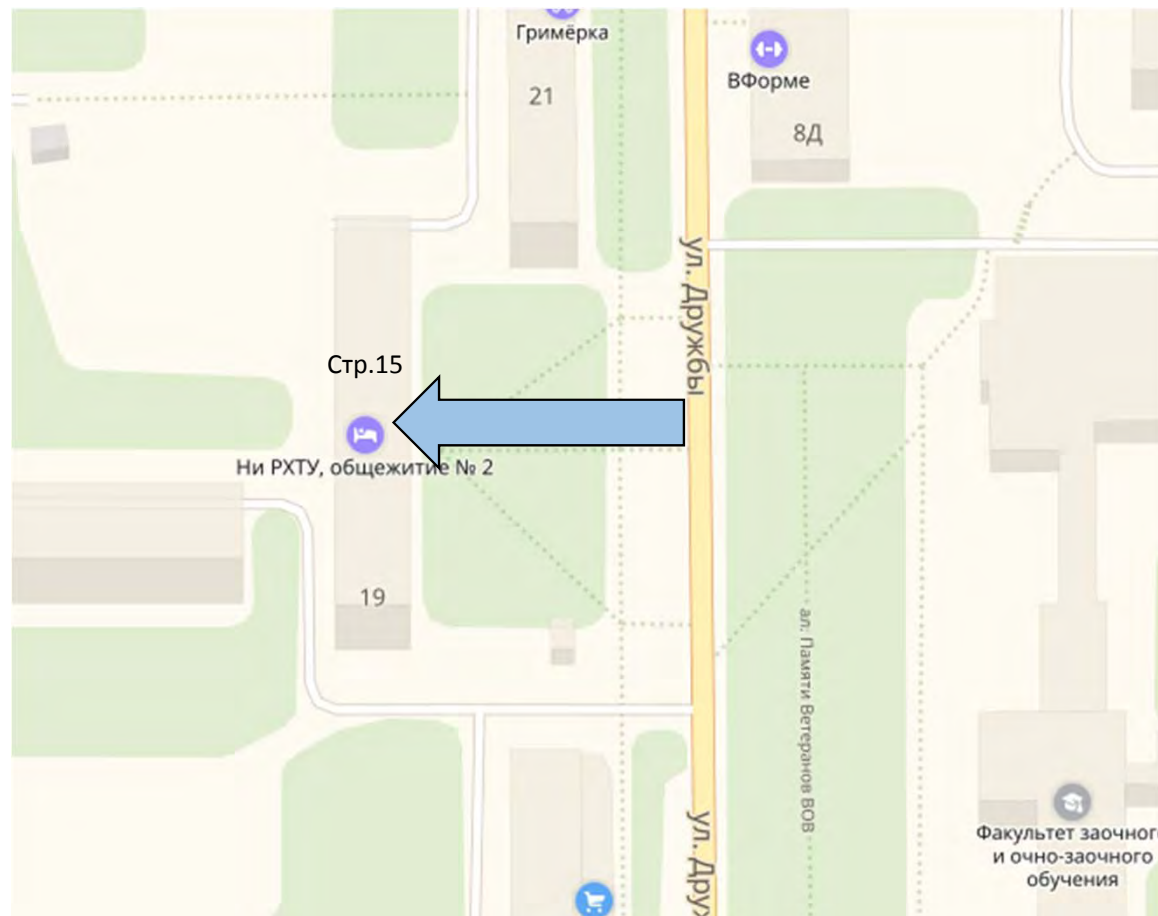 Гримёрка
21
ВФорме
8Д
ул. Дружбы
Стр.15
Ни РХТУ, общежитие № 2
19
ал. Памяти Ветеранов ВОВ
ул. Друж
Факультет заочного
и очно-заочного
обучения